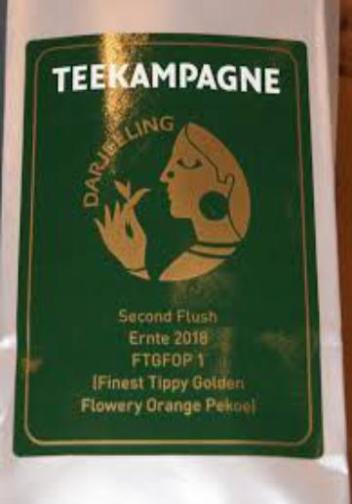 TEEKAMPAGNE
DARJEELING
Second Flush
Ernte 2018
FTGFOP 1
(Finest Tippy Golden
Flowery Orange Pekoe)